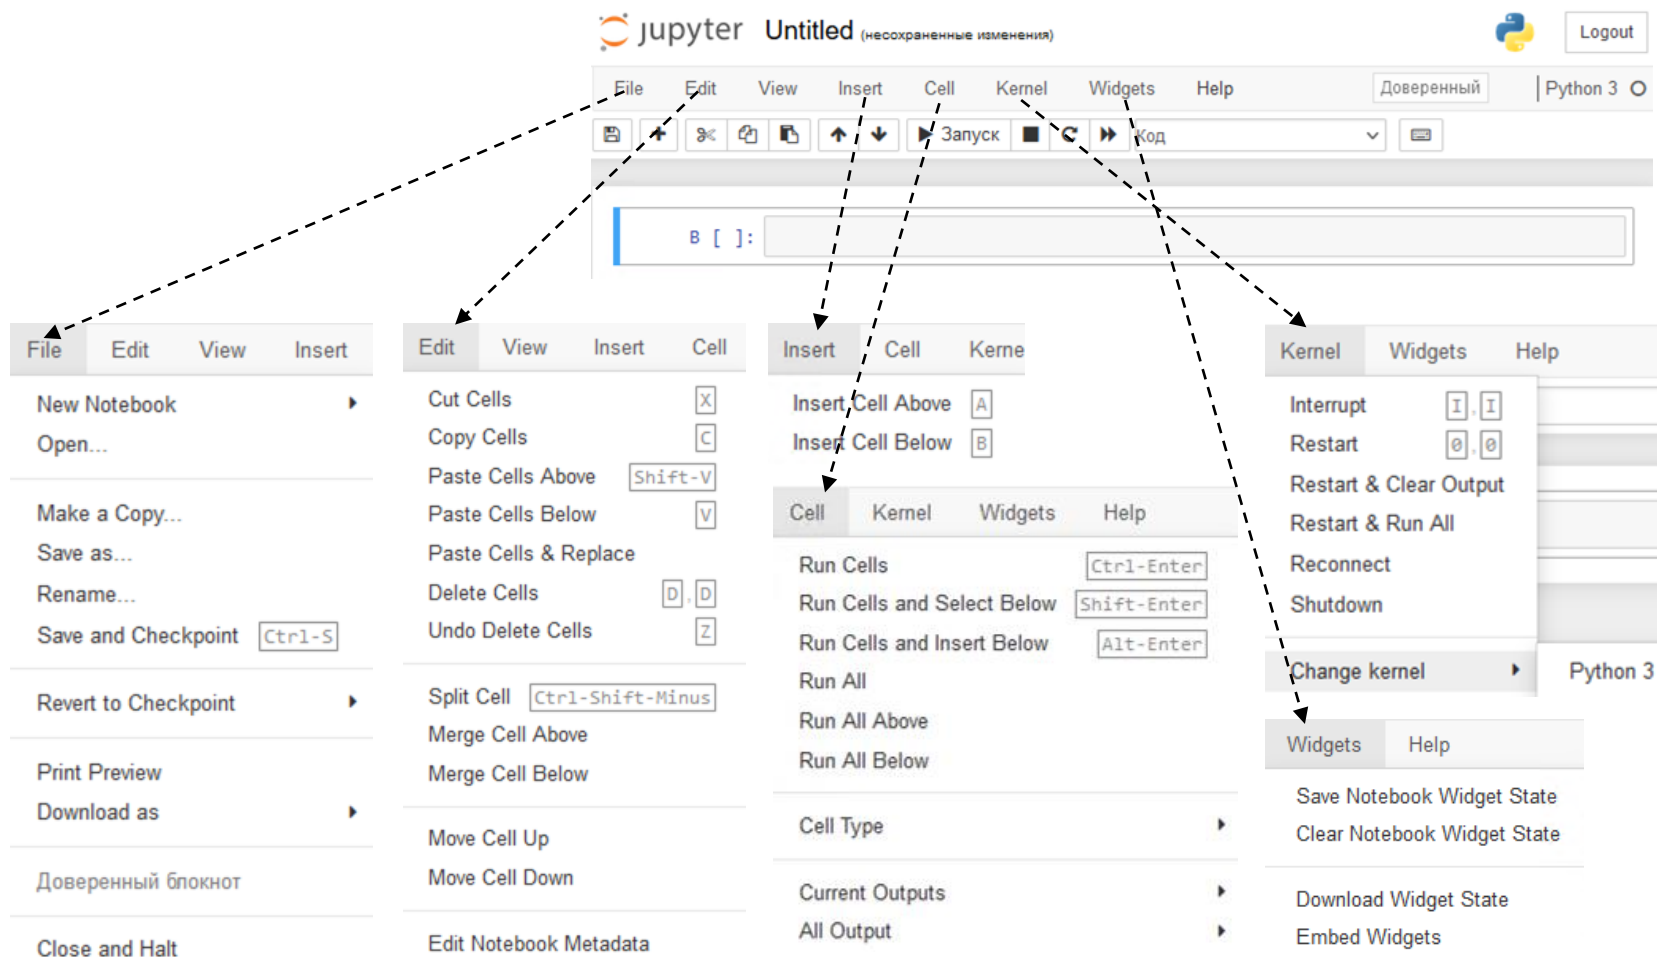 jupyter Untitled (несохраненные изменения) Logout
File Edit View Insert Cell Kernel Widgets Help Доверенный Python 3
Запуск Код
В [ ]:
File Edit View Insert
New Notebook
Open...
Make a Copy...
Save as...
Rename...
Save and Checkpoint Ctrl-S
Revert to Checkpoint
Print Preview
Download as
Доверенный блокнот
Close and Halt
Edit View Insert Cell
Cut Cells X
Copy Cells C
Paste Cells Above Shift-V
Paste Cells Below V
Paste Cells & Replace
Delete Cells D,D
Undo Delete Cells Z
Split Cell Ctrl-Shift-Minus
Merge Cell Above
Merge Cell Below
Move Cell Up
Move Cell Down
Edit Notebook Metadata
Insert Cell Kerne
Insert Cell Above A
Insert Cell Below B
Cell Kernel Widgets Help
Run Cells Ctrl-Enter
Run Cells and Select Below Shift-Enter
Run Cells and Insert Below Alt-Enter
Run All
Run All Above
Run All Below
Cell Type
Current Outputs
All Output
Kernel Widgets Help
Interrupt I,I
Restart 0,0
Restart & Clear Output
Restart & Run All
Reconnect
Shutdown
Change kernel Python 3
Widgets Help
Save Notebook Widget State
Clear Notebook Widget State
Download Widget State
Embed Widgets